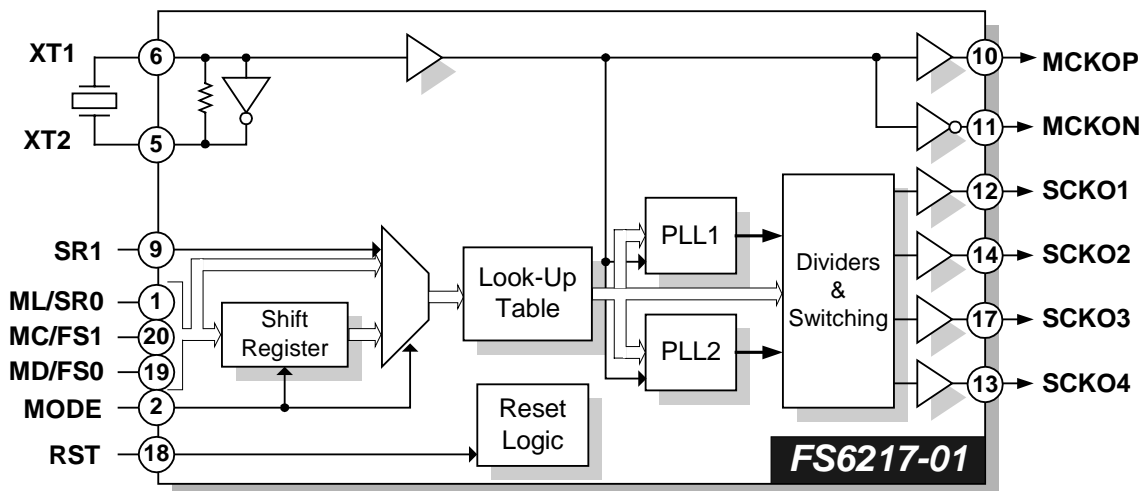 XT1
6
10
MCKOP
XT2
5
11
MCKON
12
SCKO1
SR1
9
PLL1
ML/SR0
1
Look-Up
Table
Dividers
&
Switching
14
SCKO2
MC/FS1
20
Shift
Register
17
SCKO3
MD/FS0
19
PLL2
13
SCKO4
MODE
2
Reset
Logic
RST
18
FS6217-01